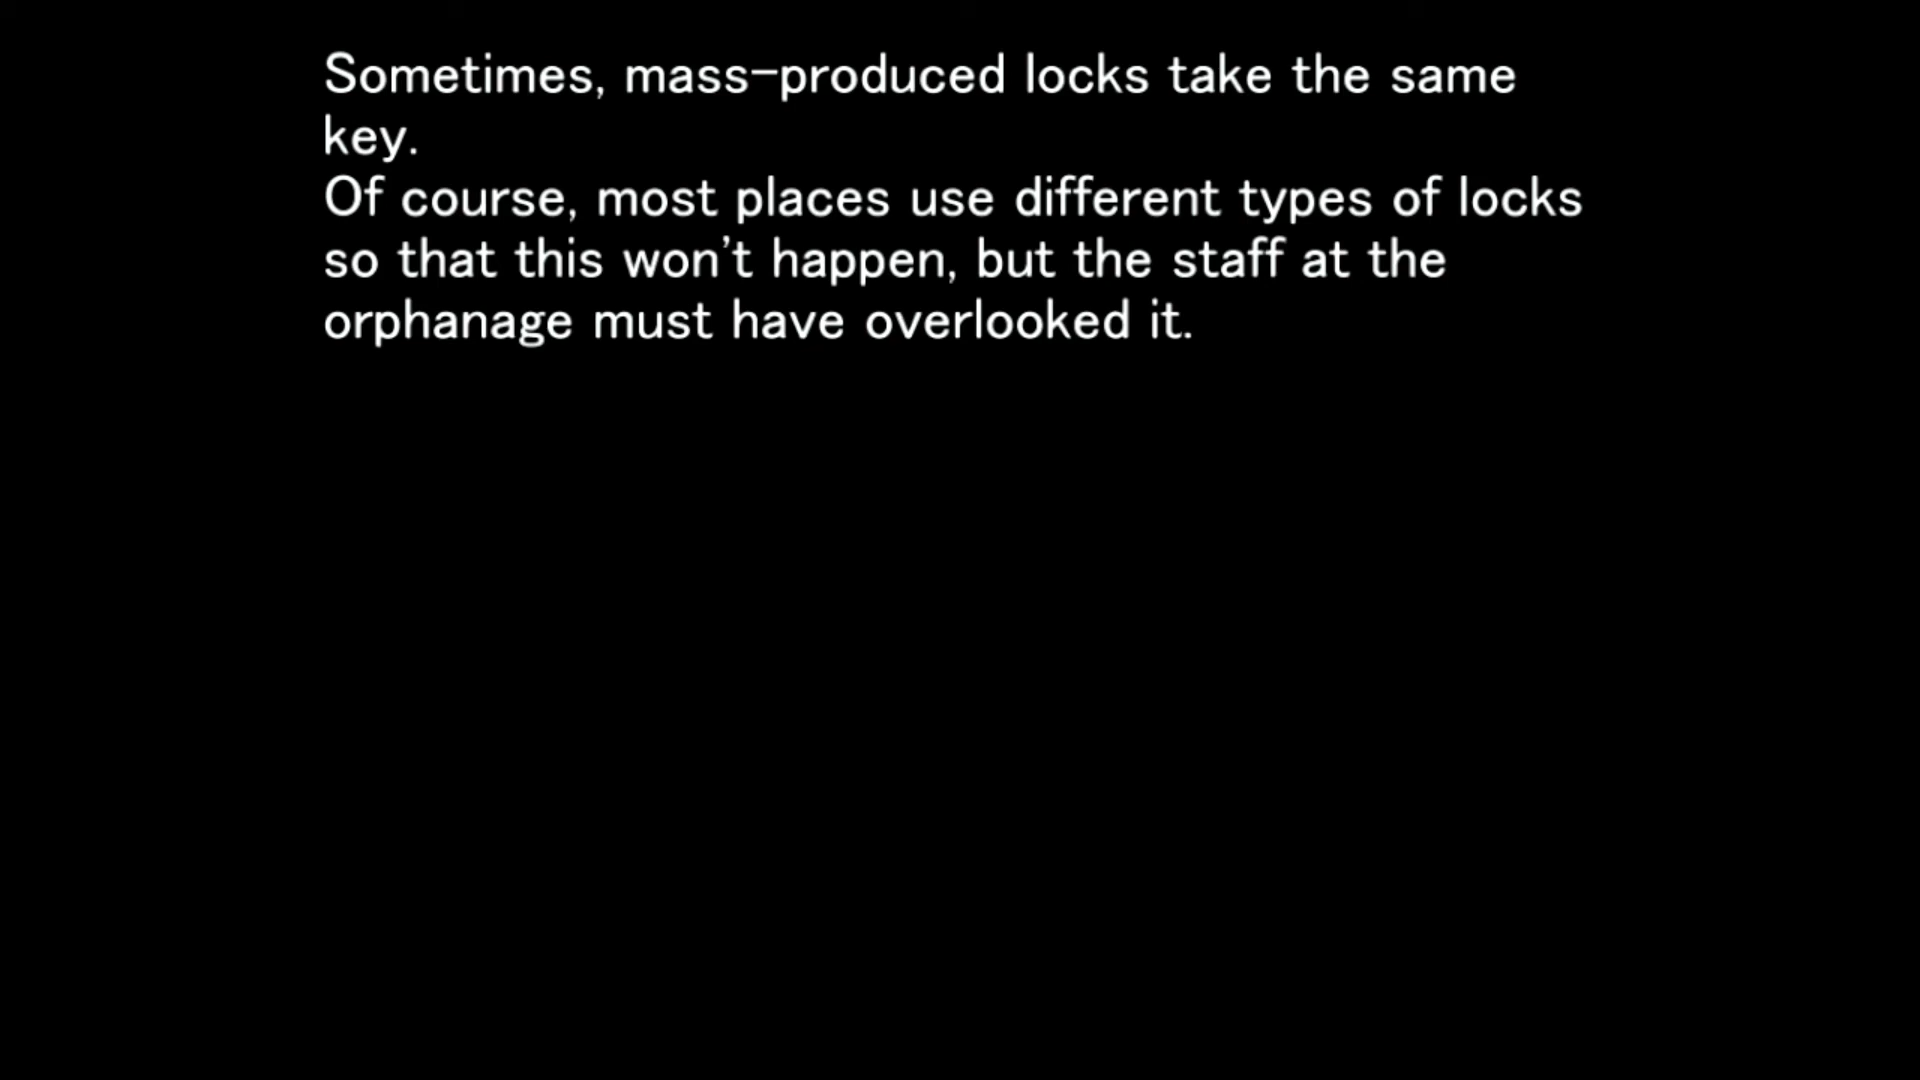 Sometimes, mass-produced locks take the same
key.
Of course, most places use different types of locks
so that this won't happen, but the staff at the
orphanage must have overlooked it.